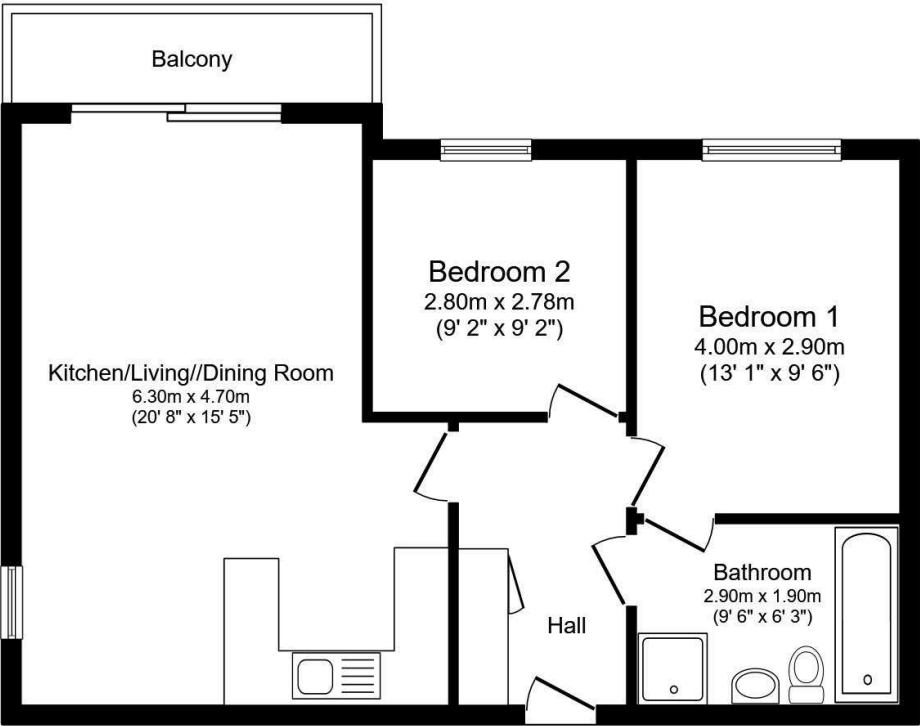 Balcony
Bedroom 2
2.80m x 2.78m
(9' 2" x 9' 2")
Bedroom 1
4.00m x 2.90m
(13' 1" x 9' 6")
Kitchen/Living//Dining Room
6.30m x 4.70m
(20' 8" x 15' 5")
Bathroom
2.90m x 1.90m
(9' 6" x 6' 3")
Hall